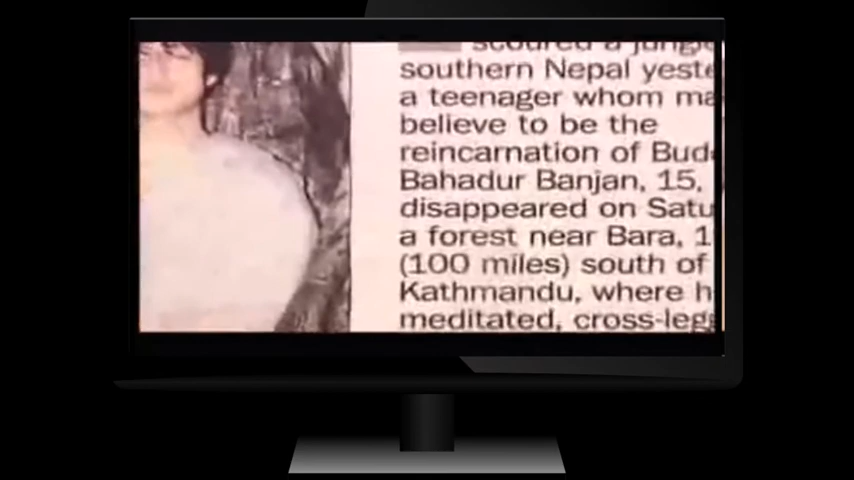 scoured a jungle
southern Nepal
a teenager whom
believe to be the
reincarnation of
Bahadur Banjan, 15,
disappeared on
a forest near Bara,
(100 miles) south of
Kathmandu, where
meditated,